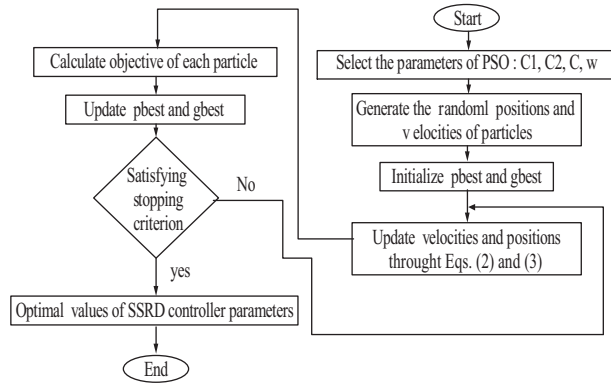 Start
Select the parameters of PSO : C1, C2, C, w
Generate the randoml positions and
v elocities of particles
Initialize pbest and gbest
Update velocities and positions
throught Eqs. (2) and (3)
Calculate objective of each particle
Update pbest and gbest
Satisfying
stopping
criterion
No
yes
Optimal values of SSRD controller parameters
End